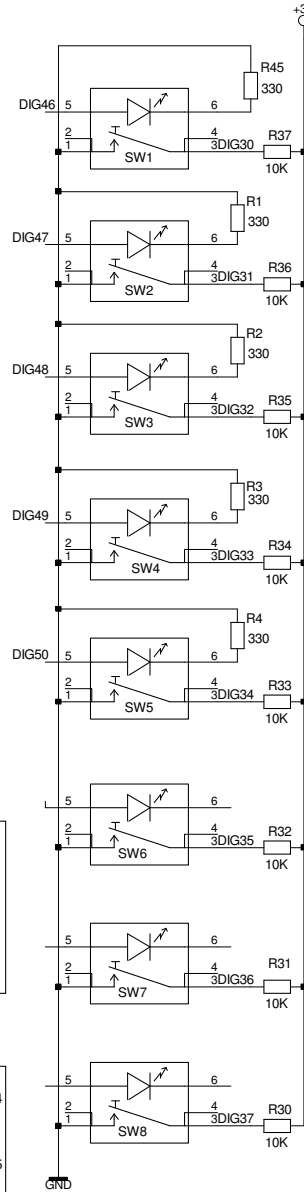 +3
R45
330
DIG46 5 6
2 4
1 3DIG30 R37
SW1 10K
R1
330
DIG47 5 6
2 4
1 3DIG31 R36
SW2 10K
R2
330
DIG48 5 6
2 4
1 3DIG32 R35
SW3 10K
R3
330
DIG49 5 6
2 4
1 3DIG33 R34
SW4 10K
R4
330
DIG50 5 6
2 4
1 3DIG34 R33
SW5 10K
5 6
2 4
1 3DIG35 R32
SW6 10K
5 6
2 4
1 3DIG36 R31
SW7 10K
5 6
2 4
1 3DIG37 R30
SW8 10K
GND